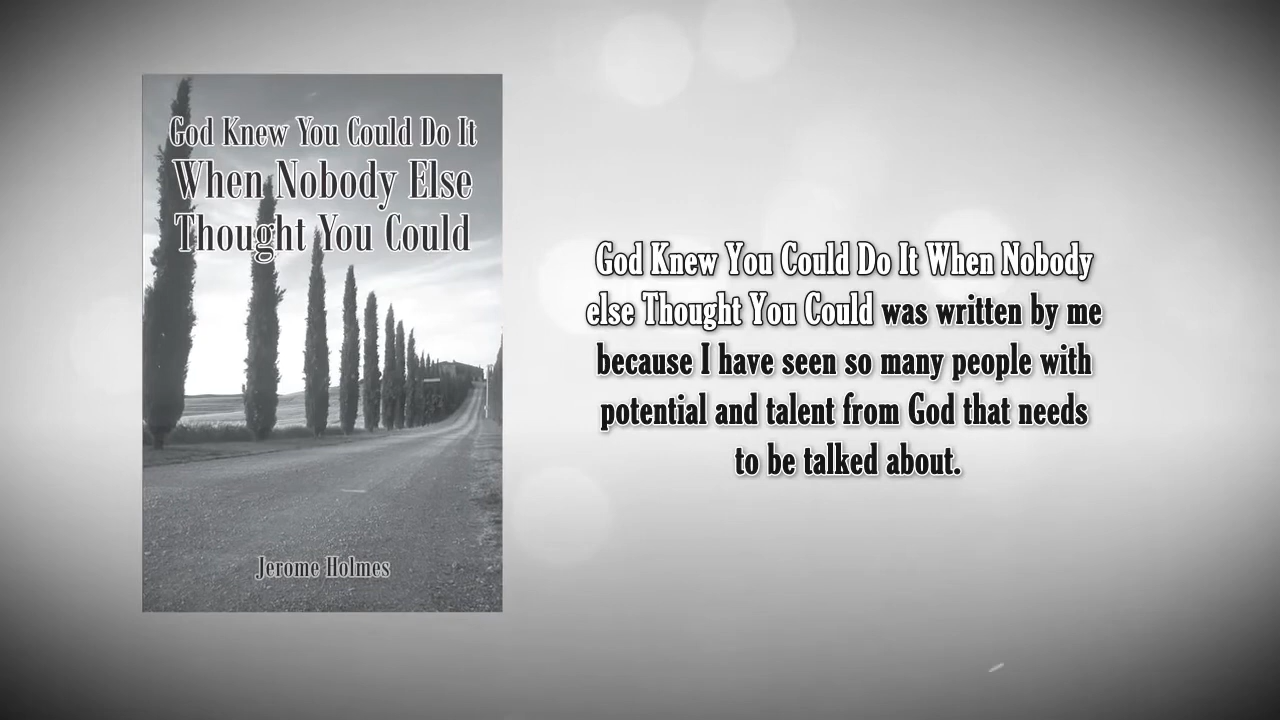 God Knew You Could Do It
When Nobody Else
Thought You Could
Jerome Holmes
God Knew You Could Do It When Nobody
else Thought You Could was written by me
because I have seen so many people with
potential and talent from God that needs
to be talked about.